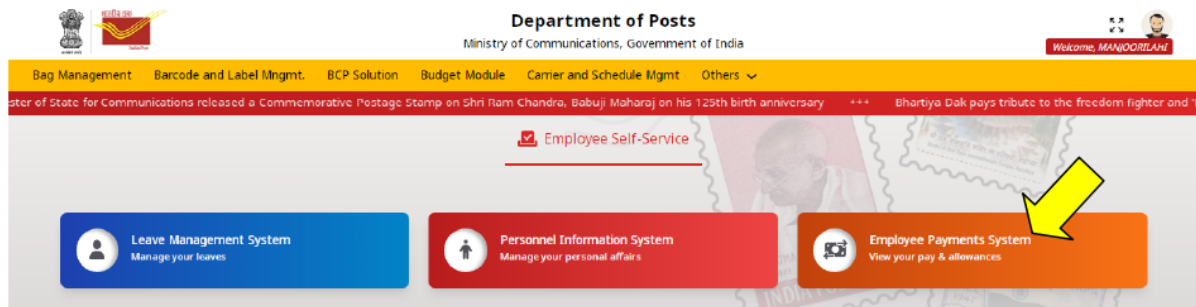 Department of Posts
Ministry of Communications, Government of India
Welcome, MANJOORILAHI
Bag Management Barcode and Label Mngmt. BCP Solution Budget Module Carrier and Schedule Mgmt Others
ster of State for Communications released a Commemorative Postage Stamp on Shri Ram Chandra, Babuji Maharaj on his 125th birth anniversary +++ Bhartiya Dak pays tribute to the freedom fighter and '
Employee Self-Service
Leave Management System
Manage your leaves
Personnel Information System
Manage your personal affairs
Employee Payments System
View your pay & allowances